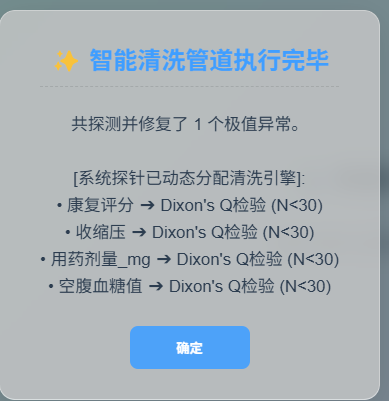 ✨ 智能清洗管道执行完毕
共探测并修复了 1 个极值异常。
[系统探针已动态分配清洗引擎]:
• 康复评分 ➔ Dixon's Q检验 (N<30)
• 收缩压 ➔ Dixon's Q检验 (N<30)
• 用药剂量_mg ➔ Dixon's Q检验 (N<30)
• 空腹血糖值 ➔ Dixon's Q检验 (N<30)
确定